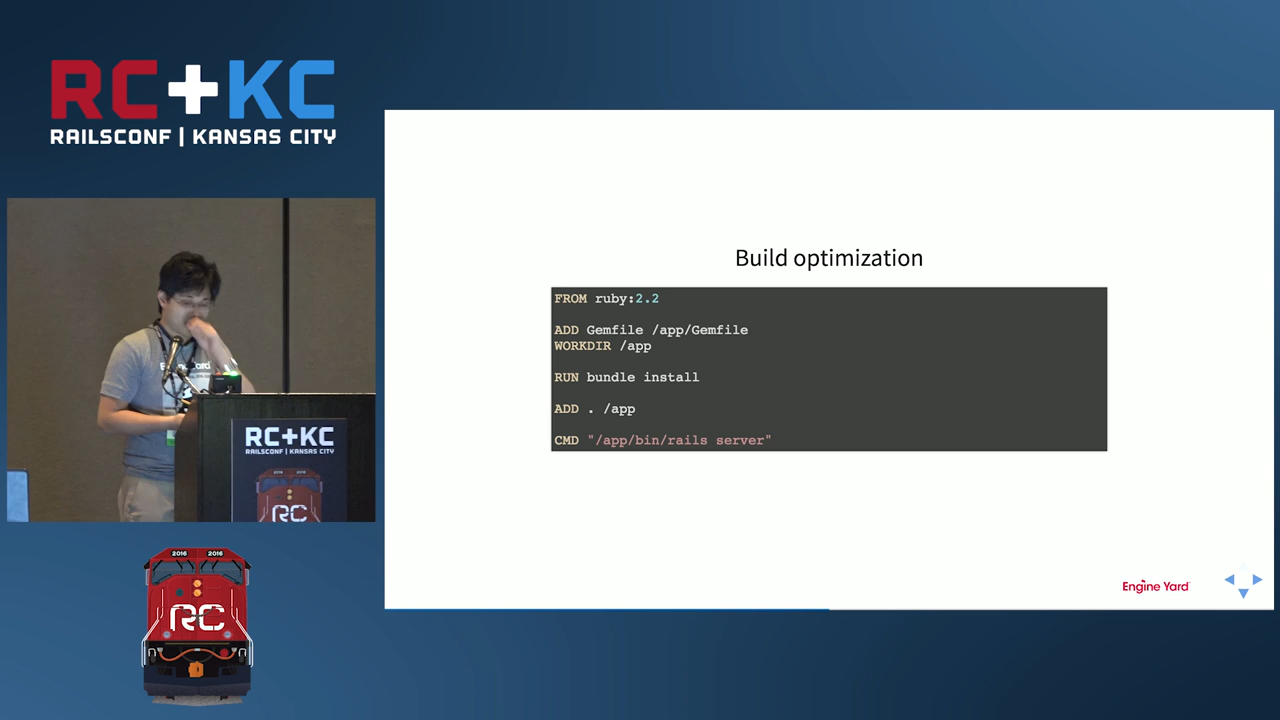 RC+KC
RAILSCONF | KANSAS CITY
Build optimization
FROM ruby:2.2
ADD Gemfile /app/Gemfile
WORKDIR /app
RUN bundle install
ADD . /app
CMD "/app/bin/rails server"
Engine Yard
RC+KC
RAILSCONF | KANSAS CITY
RC
2016 2016
RC